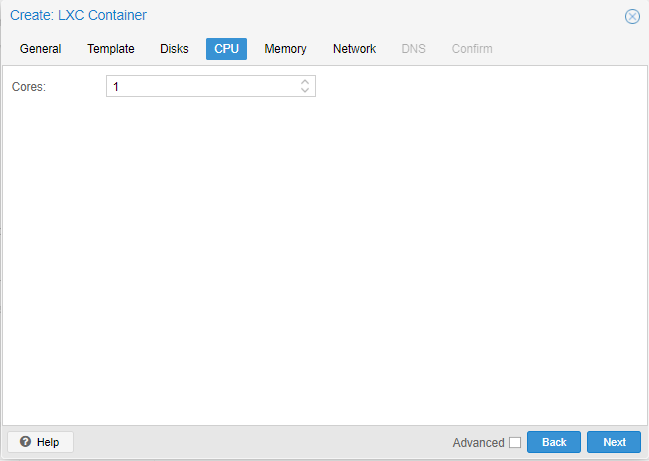 Create: LXC Container
General Template Disks CPU Memory Network DNS Confirm
Cores: 1
Help Advanced Back Next